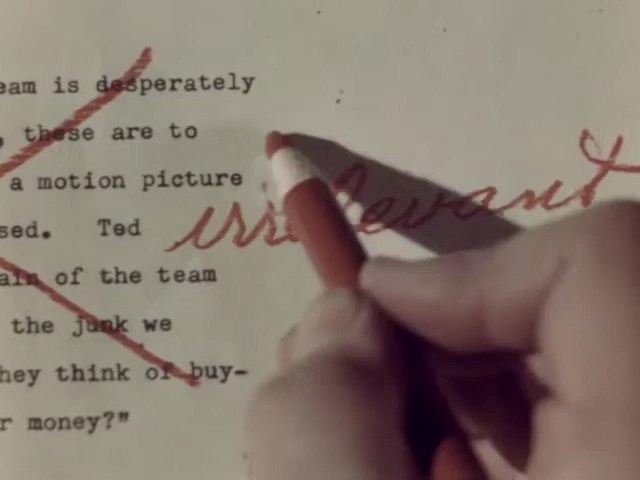 eam is desperately
, these are to
a motion picture
sed. Ted
irrelevant
ain of the team
the junk we
hey think of buy-
r money?"